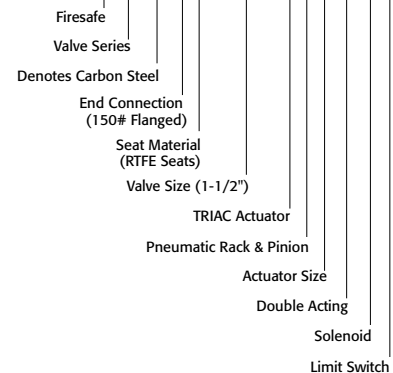 Firesafe
Valve Series
Denotes Carbon Steel
End Connection
(150# Flanged)
Seat Material
(RTFE Seats)
Valve Size (1-1/2")
TRIAC Actuator
Pneumatic Rack & Pinion
Actuator Size
Double Acting
Solenoid
Limit Switch